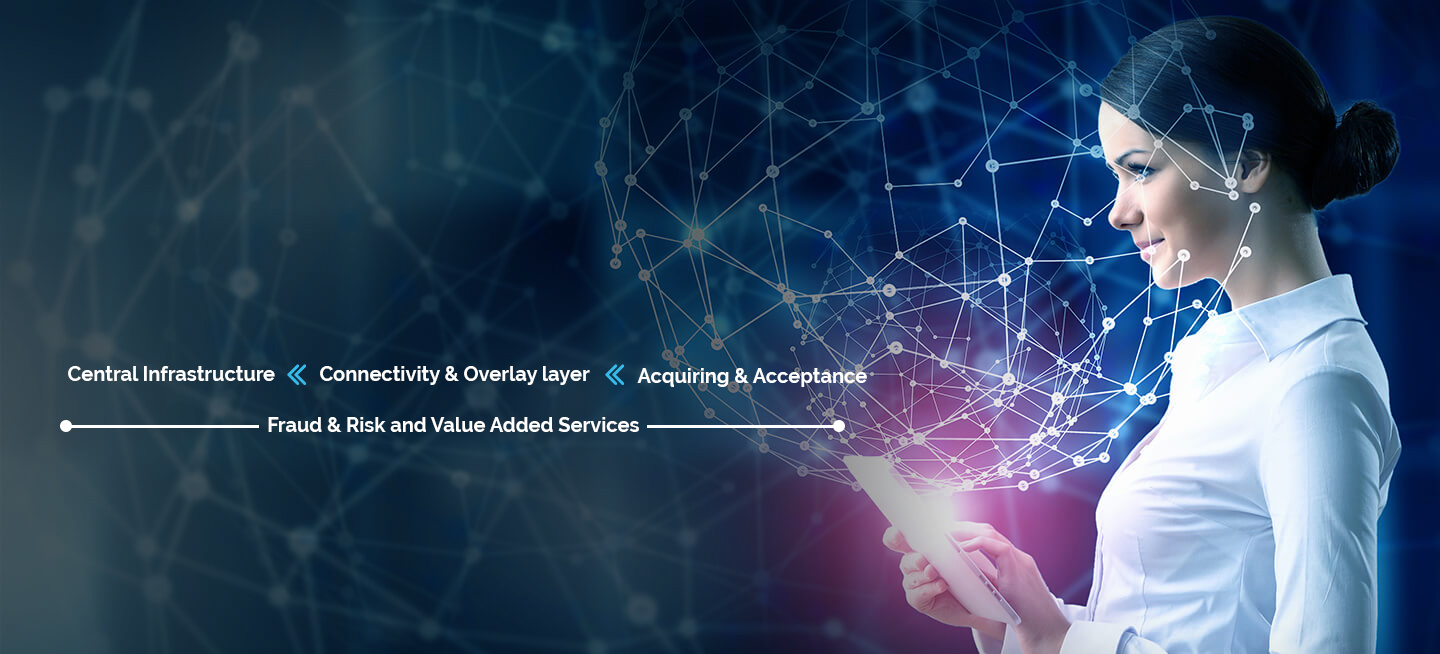 Central Infrastructure « Connectivity & Overlay layer « Acquiring & Acceptance
Fraud & Risk and Value Added Services